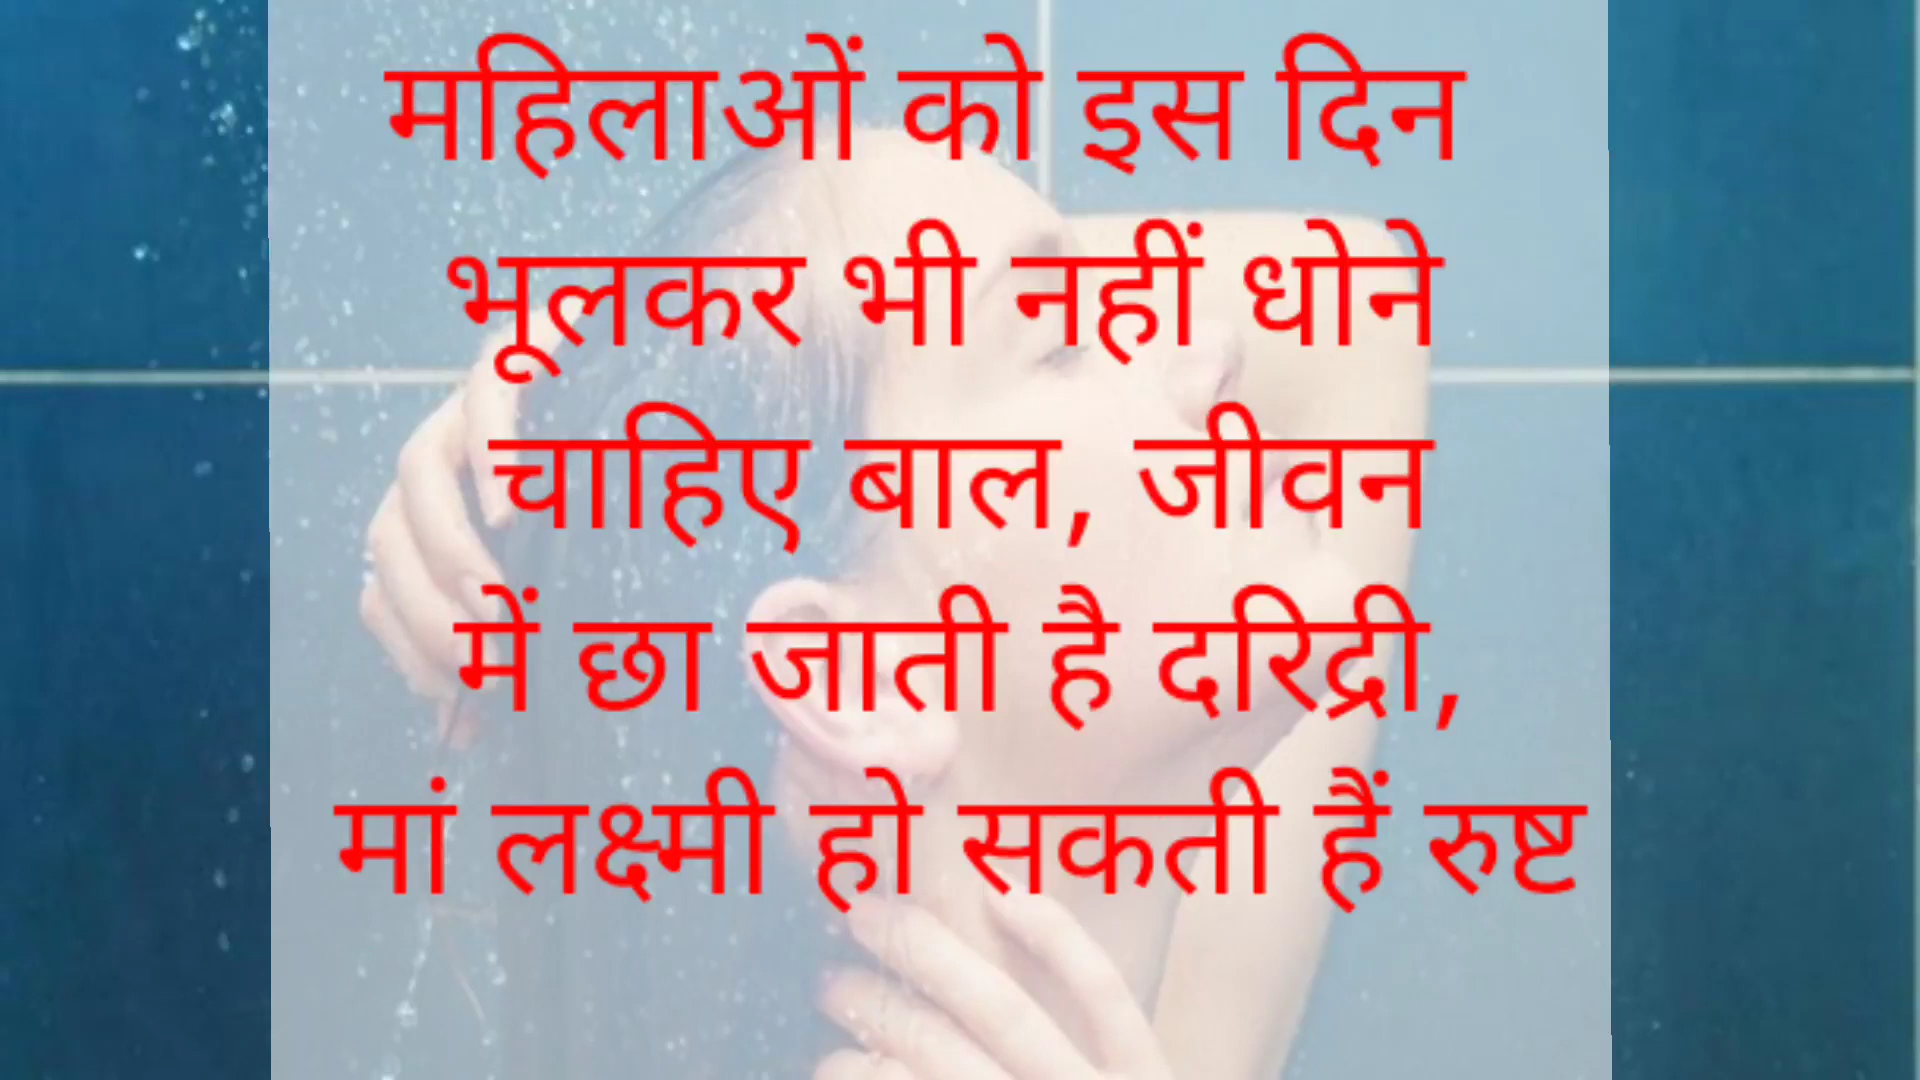 महिलाओं को इस दिन
भूलकर भी नहीं धोने
चाहिए बाल, जीवन
में छा जाती है दरिद्री,
मां लक्ष्मी हो सकती हैं रुष्ट